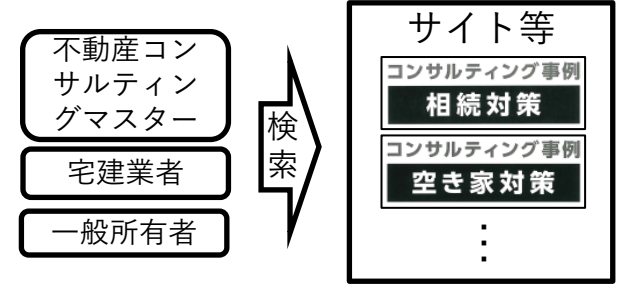 不動産コン
サルティン
グマスター
宅建業者
一般所有者
検
索
サイト等
コンサルティング事例
相続対策
コンサルティング事例
空き家対策
⋮